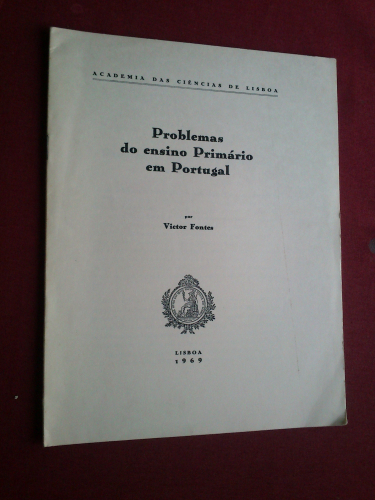 ACADEMIA DAS CIÊNCIAS DE LISBOA
Problemas
do ensino Primário
em Portugal
por
Victor Fontes
LISBOA
1969